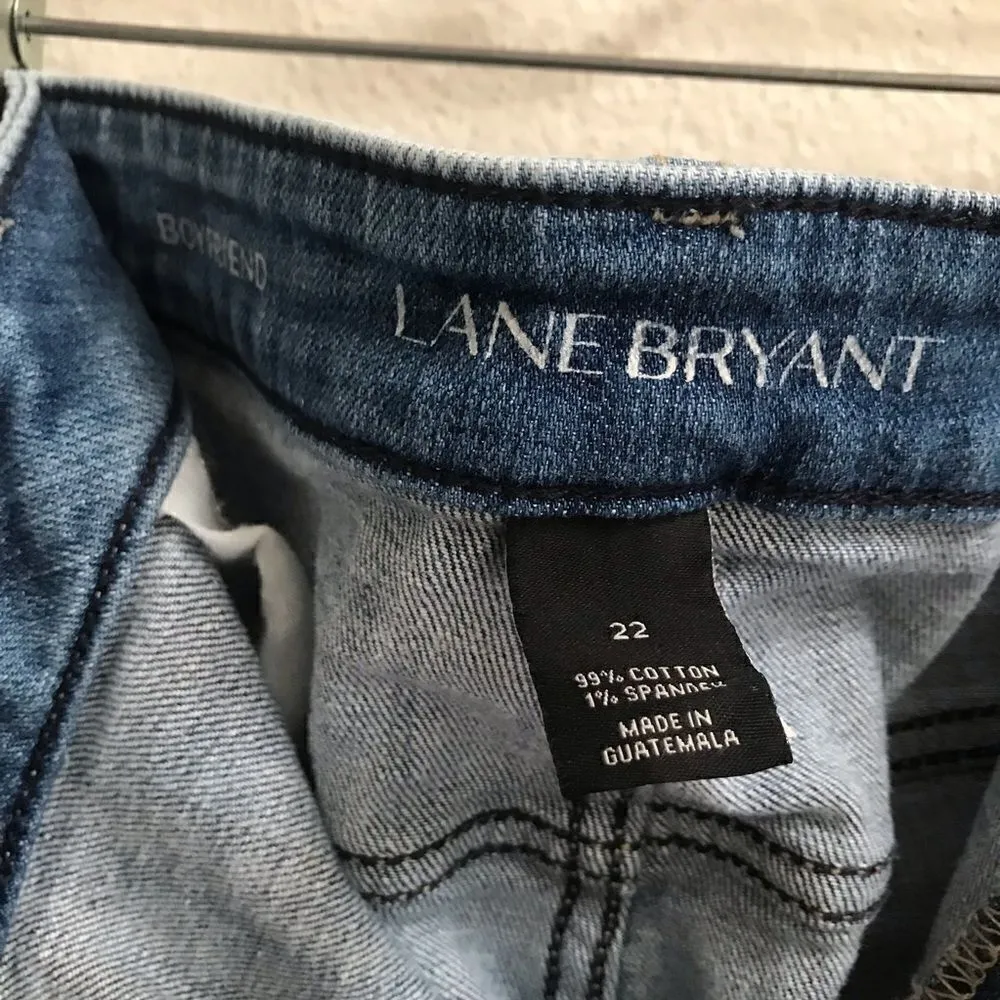 BOYFRIEND
LANE BRYANT
22
99% COTTON
1% SPANDEX
MADE IN
GUATEMALA